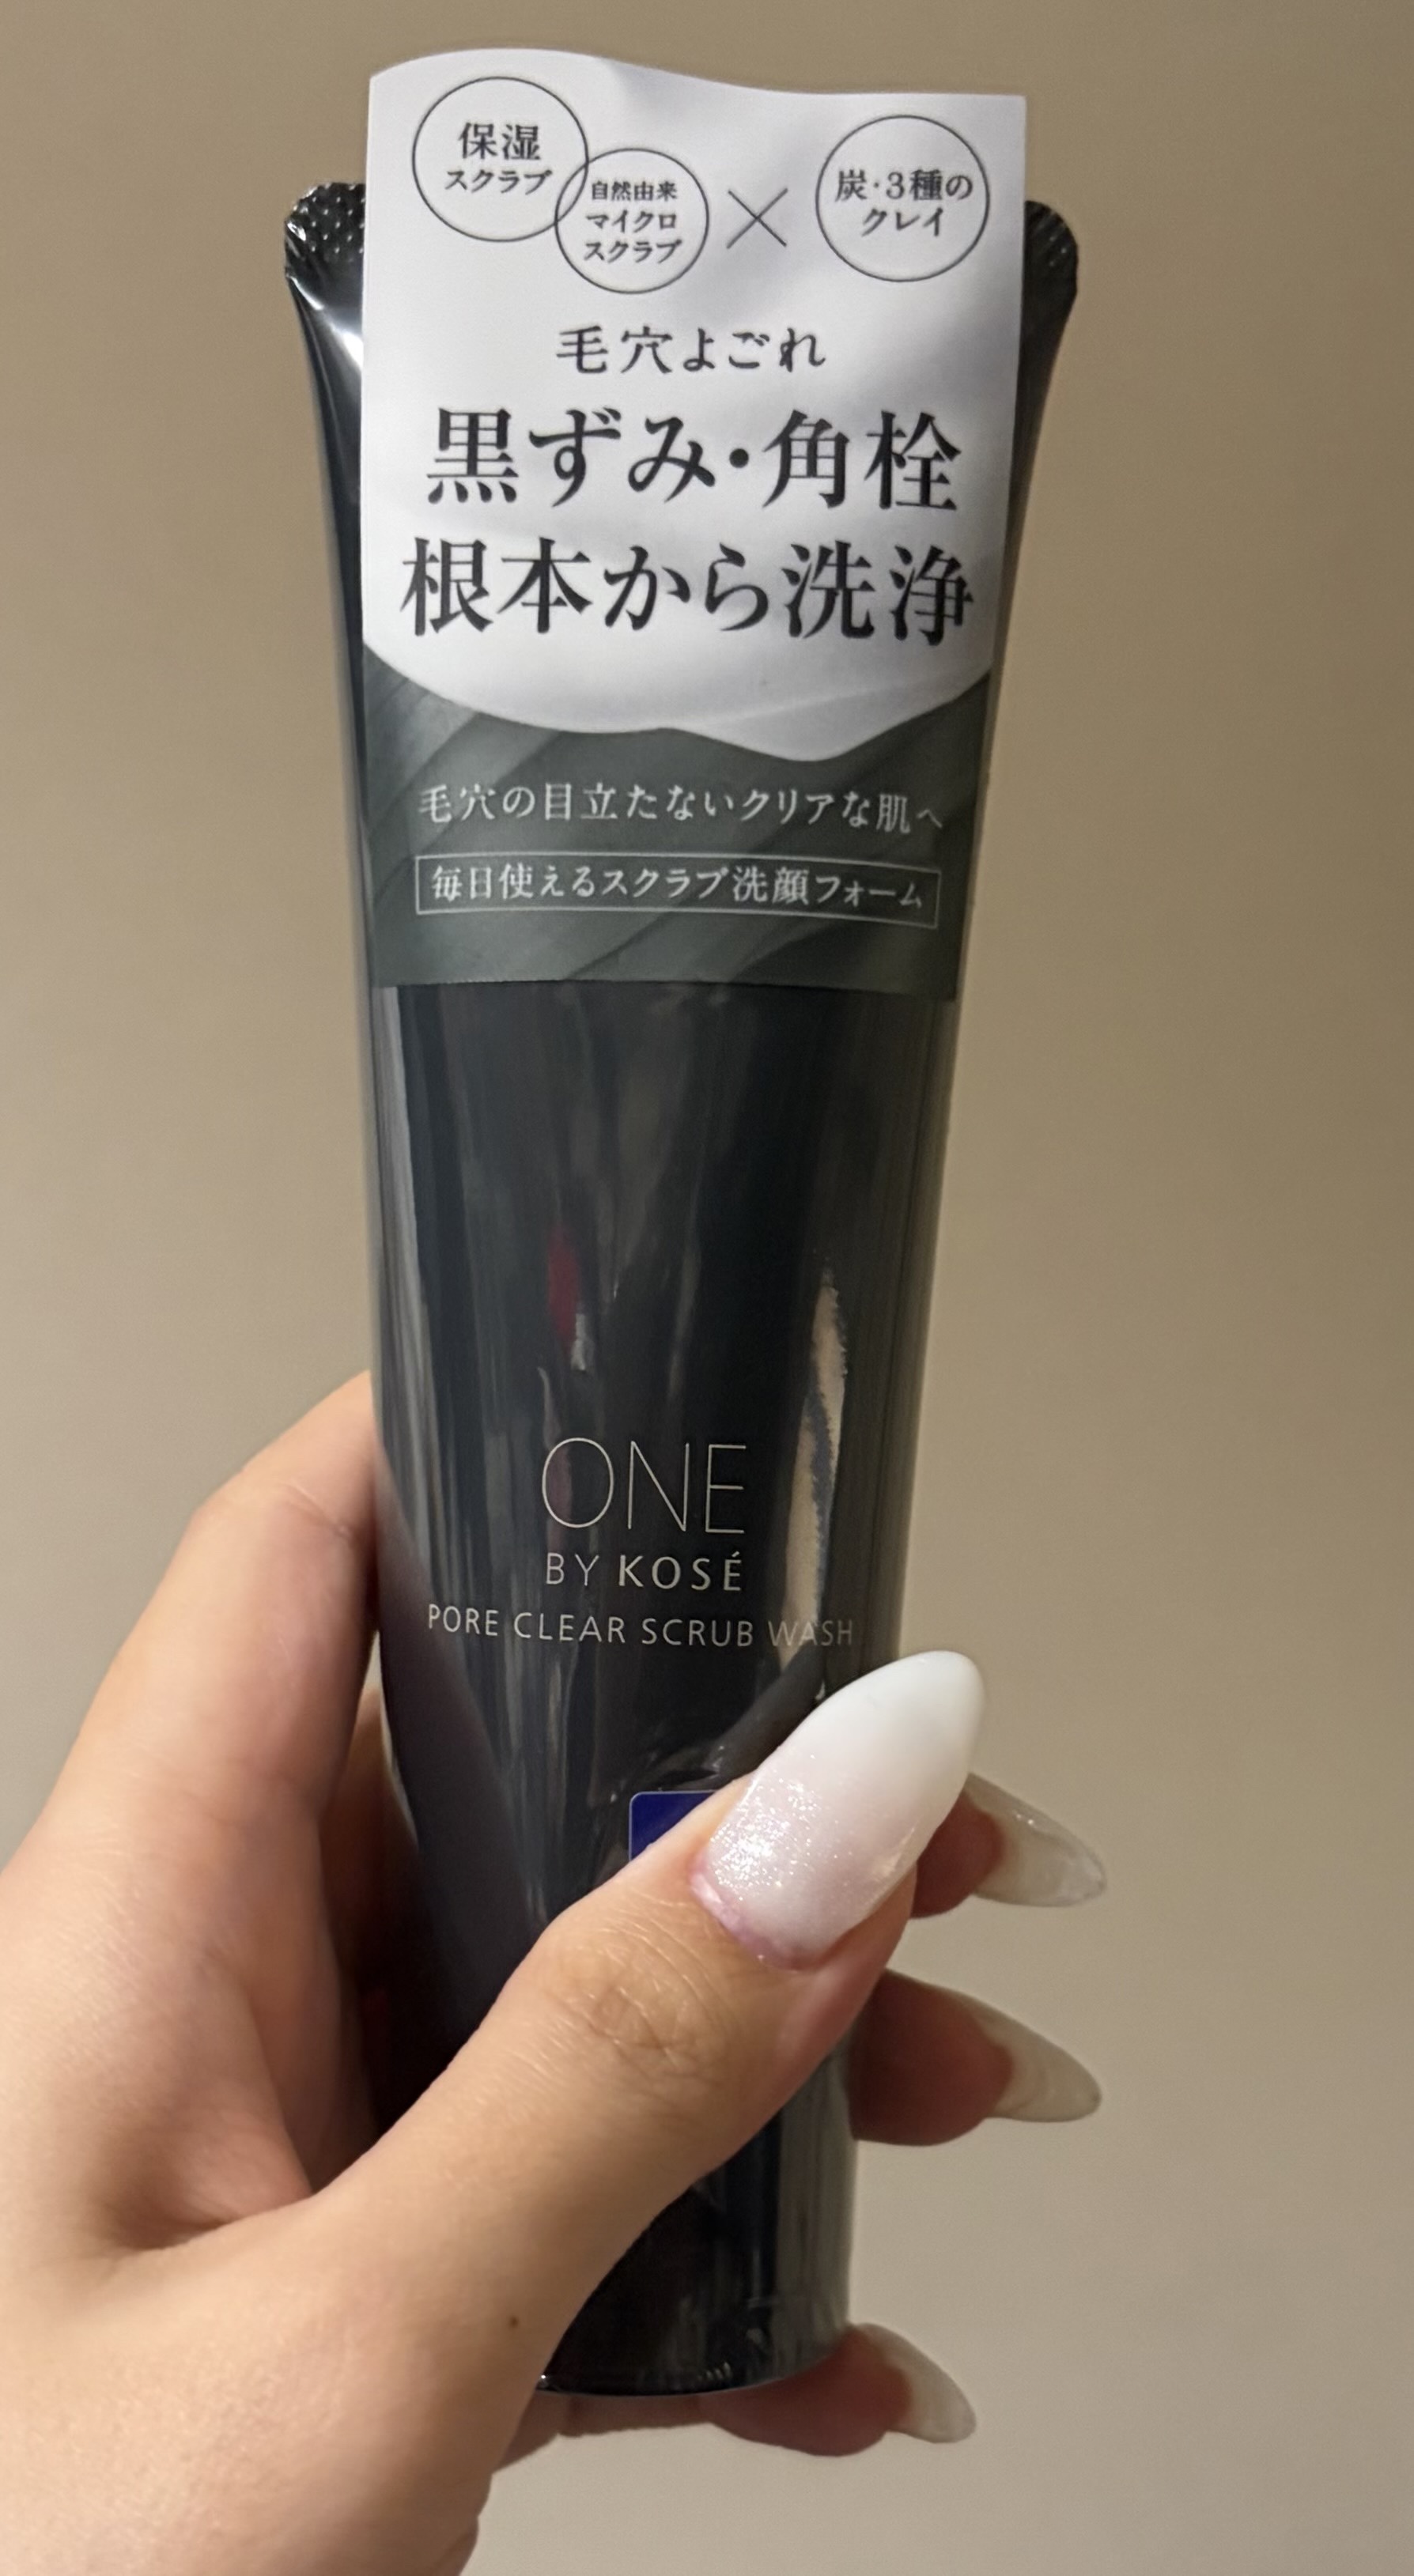 保湿
スクラブ
自然由来
マイクロ
スクラブ
×
炭・3種の
クレイ
毛穴よごれ
黒ずみ・角栓
根本から洗浄
毛穴の目立たないクリアな肌へ
毎日使えるスクラブ洗顔フォーム
ONE
BY KOSÉ
PORE CLEAR SCRUB WASH